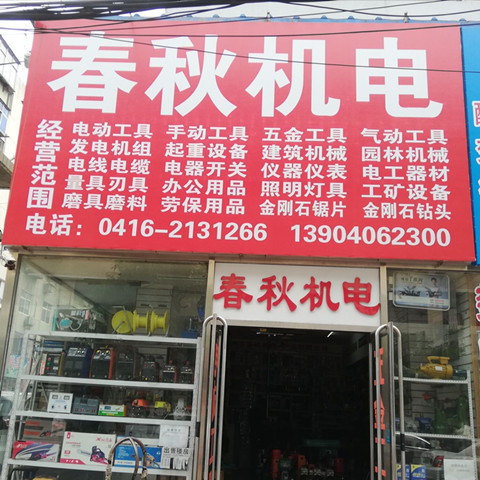 春秋机电
经营范围
电动工具 手动工具 五金工具 气动工具
发电机组 起重设备 建筑机械 园林机械
电线电缆 电器开关 仪器仪表 电工器材
量具刃具 办公用品 照明灯具 工矿设备
磨具磨料 劳保用品 金刚石锯片 金刚石钻头
电话：0416-2131266 13904062300
春秋机电